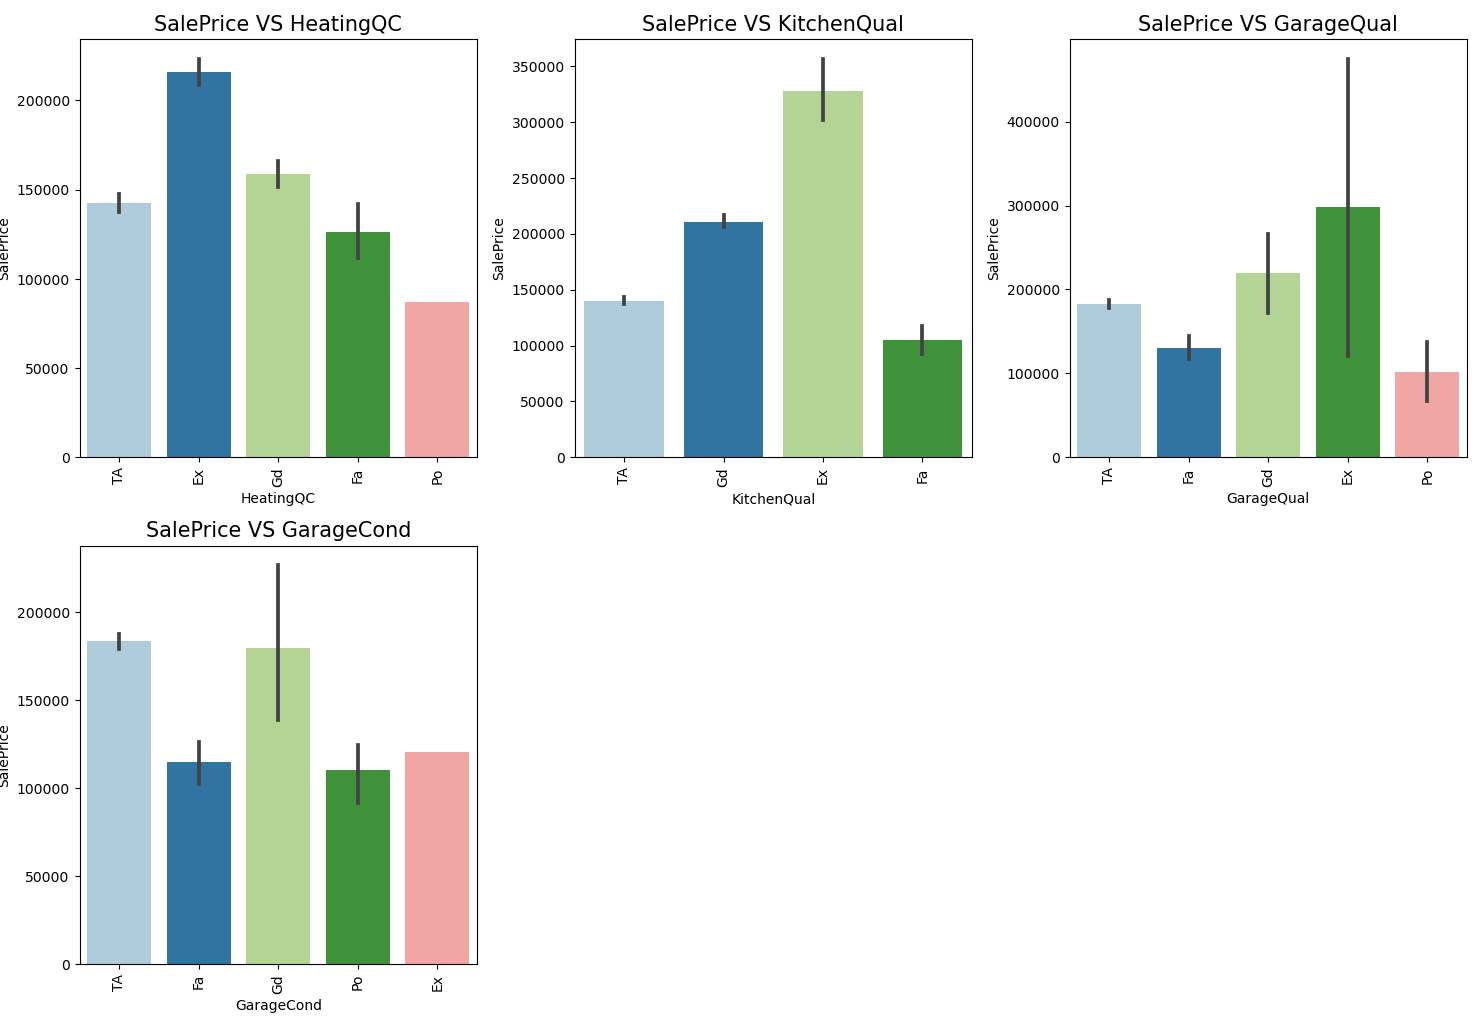 SalePrice VS HeatingQC
200000
150000
100000
50000
0
SalePrice
TA Ex Gd Fa Po
HeatingQC
SalePrice VS KitchenQual
350000
300000
250000
200000
150000
100000
50000
0
SalePrice
TA Gd Ex Fa
KitchenQual
SalePrice VS GarageQual
400000
300000
200000
100000
0
SalePrice
TA Fa Gd Ex Po
GarageQual
SalePrice VS GarageCond
200000
150000
100000
50000
0
SalePrice
TA Fa Gd Po Ex
GarageCond